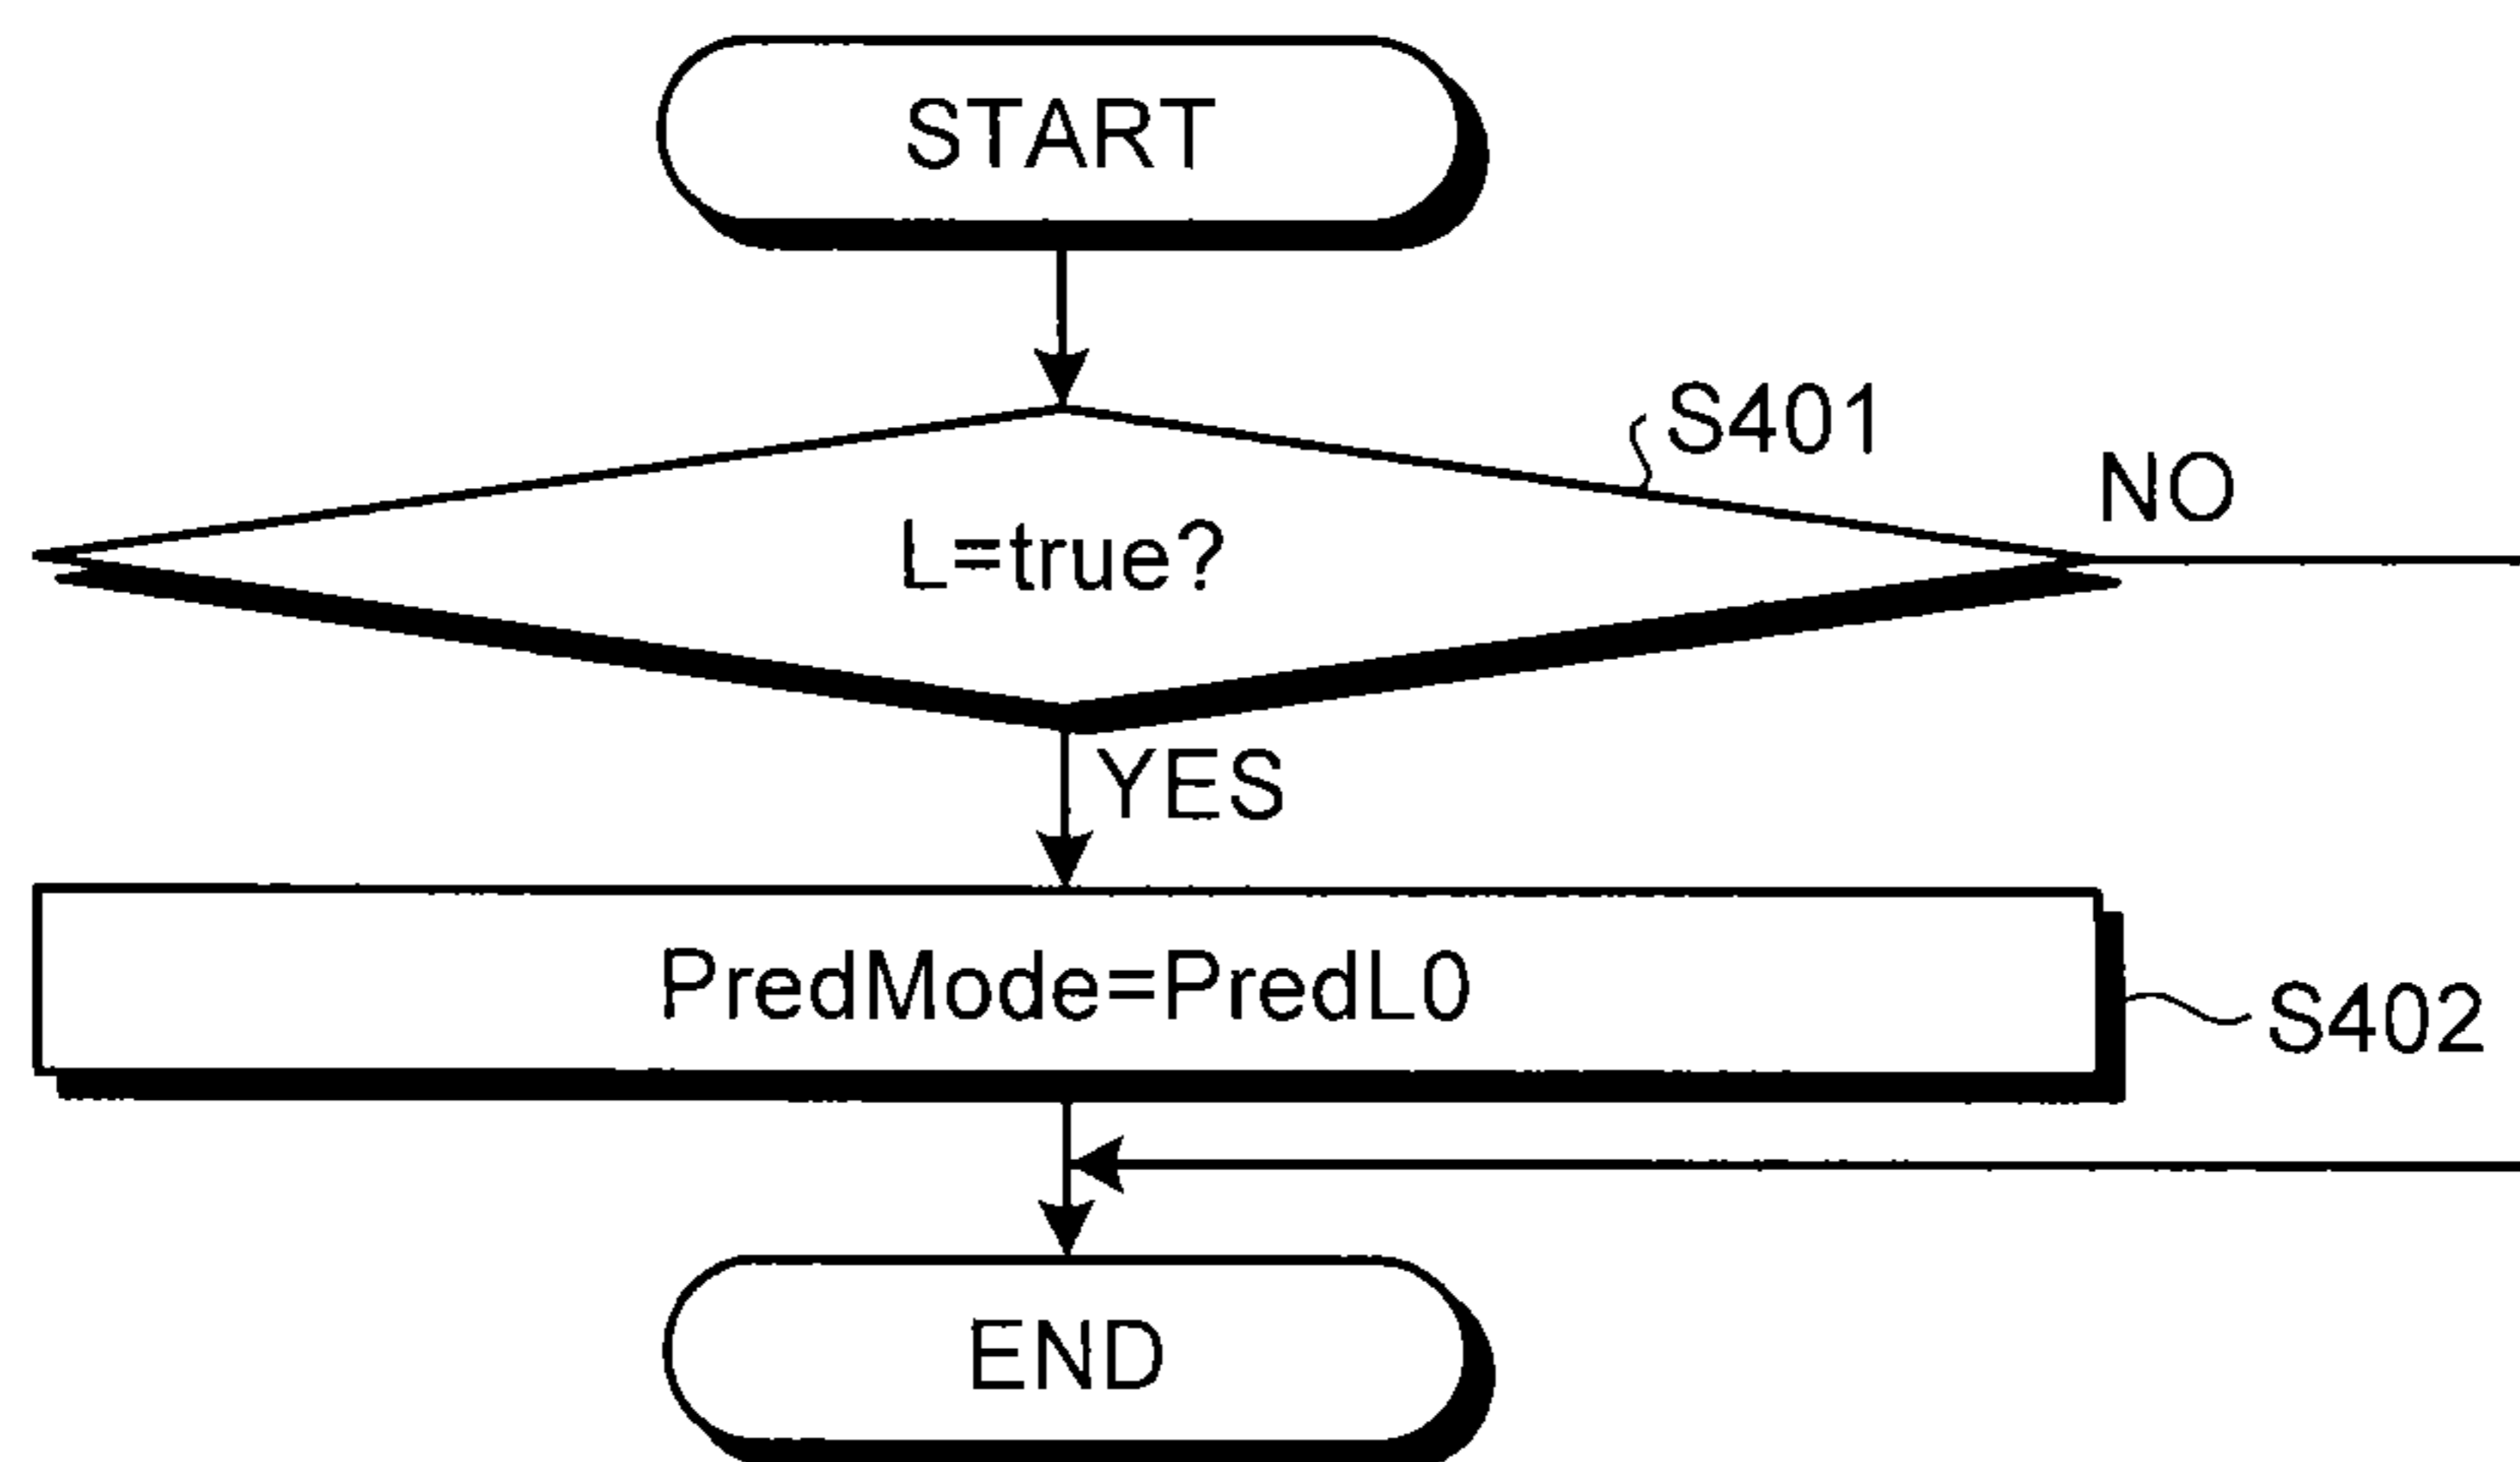 START
S401
NO
L=true?
YES
PredMode=PredL0
S402
END